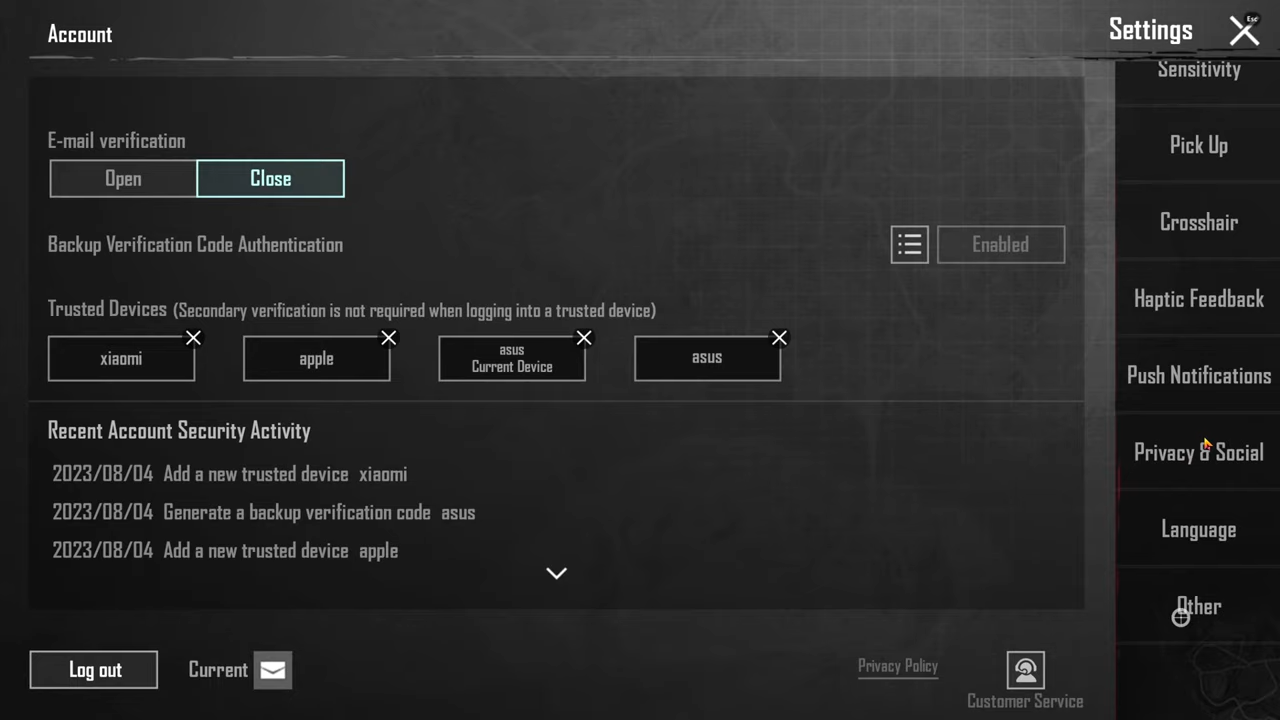 Account
Settings
Esc
Sensitivity
E-mail verification
Open
Close
Pick Up
Backup Verification Code Authentication
Enabled
Crosshair
Trusted Devices (Secondary verification is not required when logging into a trusted device)
Haptic Feedback
xiaomi
apple
asus
Current Device
asus
Push Notifications
Recent Account Security Activity
Privacy & Social
2023/08/04 Add a new trusted device xiaomi
2023/08/04 Generate a backup verification code asus
Language
2023/08/04 Add a new trusted device apple
Other
Log out
Current
Privacy Policy
Customer Service